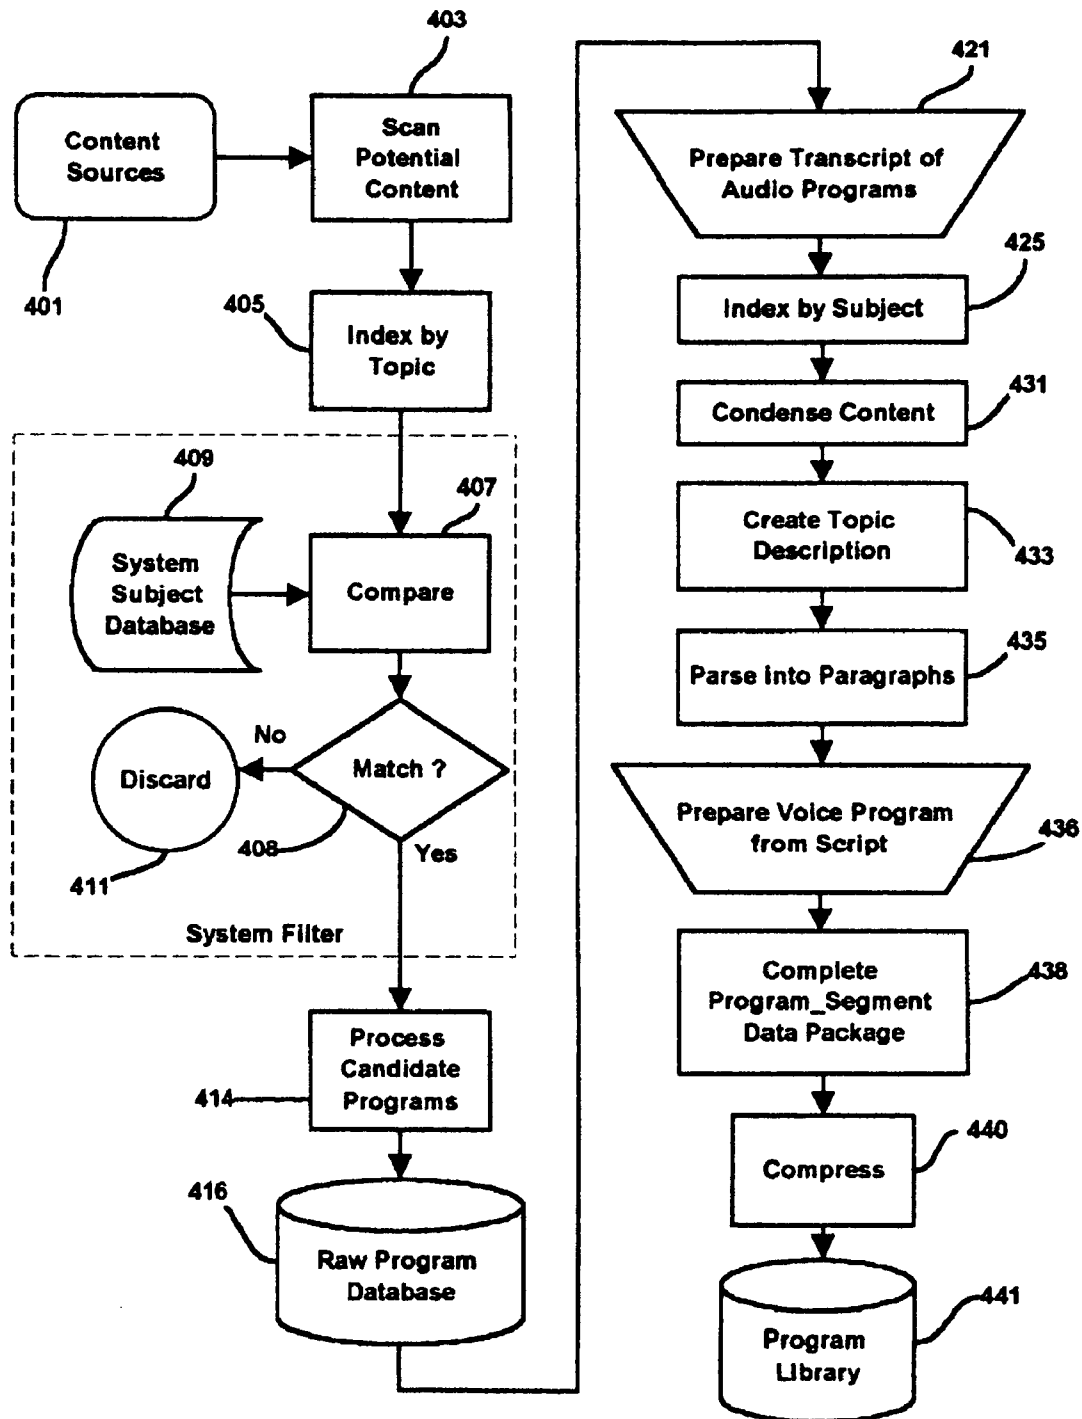 403
Content
Sources
401
Scan
Potential
Content
405
Index by
Topic
409
System
Subject
Database
407
Compare
No
Match ?
Discard
408
Yes
411
System Filter
Process
Candidate
Programs
414
416
Raw Program
Database
421
Prepare Transcript of
Audio Programs
425
Index by Subject
431
Condense Content
Create Topic
Description
433
435
Parse into Paragraphs
Prepare Voice Program
from Script
436
Complete
Program_Segment
Data Package
438
440
Compress
441
Program
Library